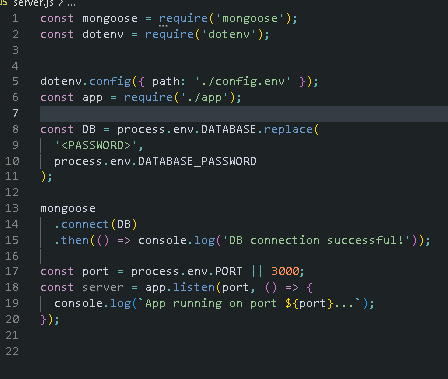 server.js > ...
1 const mongoose = require('mongoose');
2 const dotenv = require('dotenv');
3
4
5 dotenv.config({ path: './config.env' });
6 const app = require('./app');
7
8 const DB = process.env.DATABASE.replace(
9 '<PASSWORD>',
10 process.env.DATABASE_PASSWORD
11 );
12
13 mongoose
14 .connect(DB)
15 .then(() => console.log('DB connection successful!'));
16
17 const port = process.env.PORT || 3000;
18 const server = app.listen(port, () => {
19 console.log(`App running on port ${port}...`);
20 });
21
22